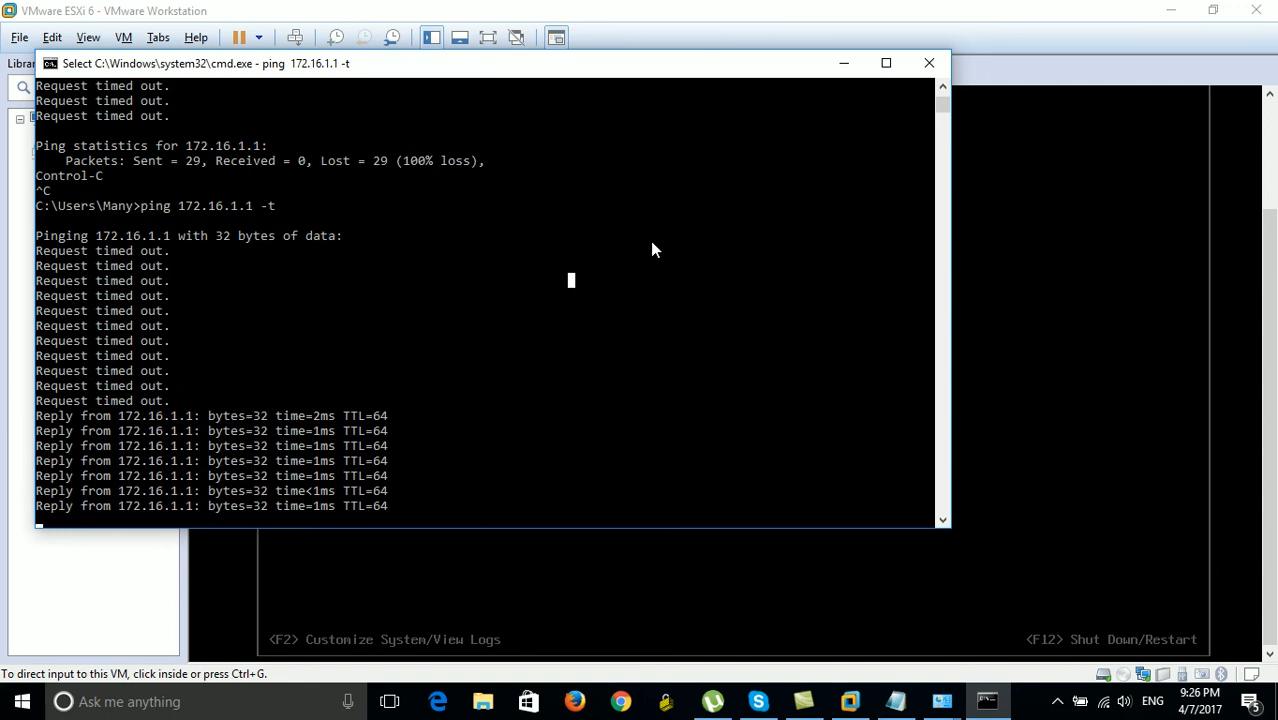 VMware ESXi 6 - VMware Workstation
File Edit View VM Tabs Help
Select C:\Windows\system32\cmd.exe - ping 172.16.1.1 -t
Request timed out.
Request timed out.
Request timed out.
Ping statistics for 172.16.1.1:
Packets: Sent = 29, Received = 0, Lost = 29 (100% loss),
Control-C
^C
C:\Users\Many>ping 172.16.1.1 -t
Pinging 172.16.1.1 with 32 bytes of data:
Request timed out.
Request timed out.
Request timed out.
Request timed out.
Request timed out.
Request timed out.
Request timed out.
Request timed out.
Request timed out.
Request timed out.
Request timed out.
Reply from 172.16.1.1: bytes=32 time=2ms TTL=64
Reply from 172.16.1.1: bytes=32 time=1ms TTL=64
Reply from 172.16.1.1: bytes=32 time=1ms TTL=64
Reply from 172.16.1.1: bytes=32 time=1ms TTL=64
Reply from 172.16.1.1: bytes=32 time=1ms TTL=64
Reply from 172.16.1.1: bytes=32 time<1ms TTL=64
Reply from 172.16.1.1: bytes=32 time=1ms TTL=64
<F2> Customize System/View Logs <F12> Shut Down/Restart
To direct input to this VM, click inside or press Ctrl+G.
Ask me anything
ENG
9:26 PM
4/7/2017
5